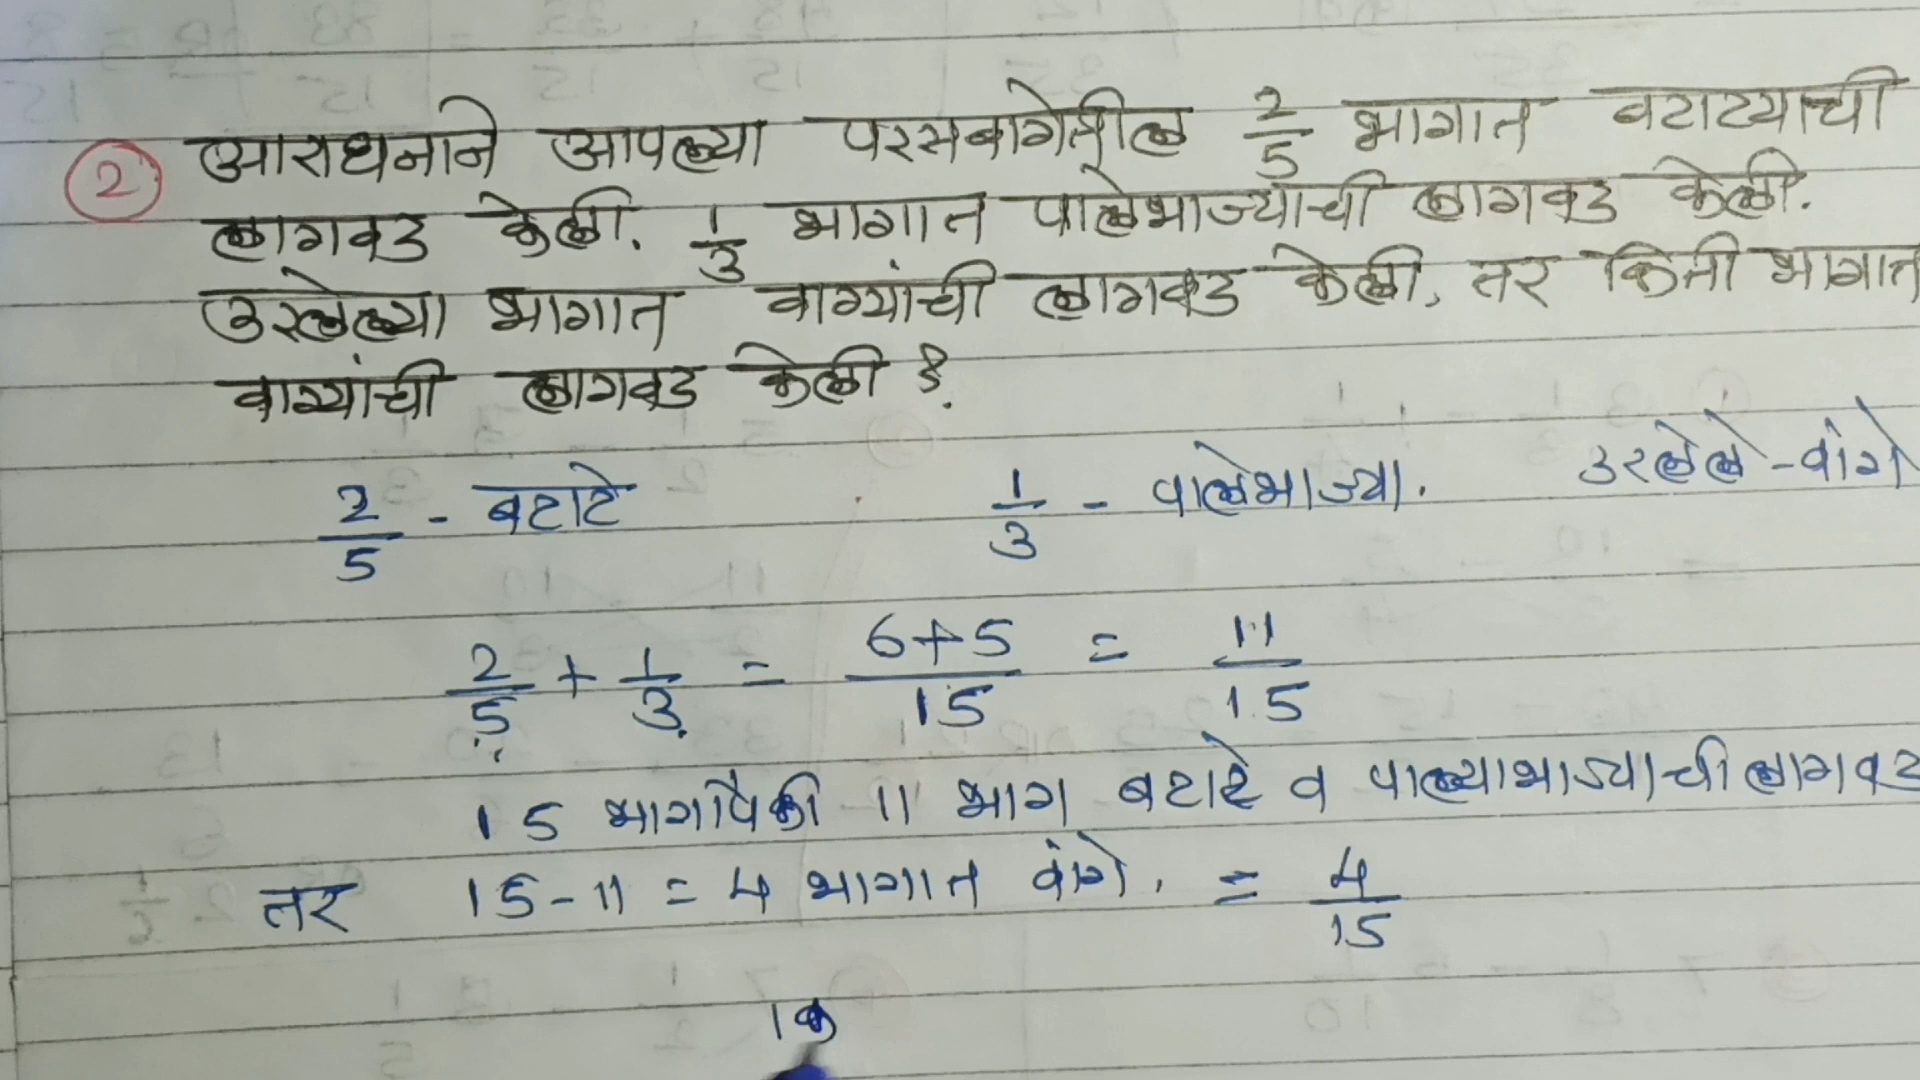 2 आराधनाने आपल्या परसबागेतील 2/5 भागात बटाट्याची
लागवड केली. 1/3 भागात पालेभाज्याची लागवड केली.
उरलेल्या भागात वाग्यांची लागवड केली, तर किती भागात
वाग्यांची लागवड केली ?
2/5 - बटाटे 1/3 - पालेभाज्या. उरलेले - वांगे
2/5 + 1/3 = 6+5/15 = 11/15
15 भागांपैकी 11 भाग बटाटे व पाल्याभाज्याची लागवड
तर 15-11 = 4 भागात वांगे. = 4/15